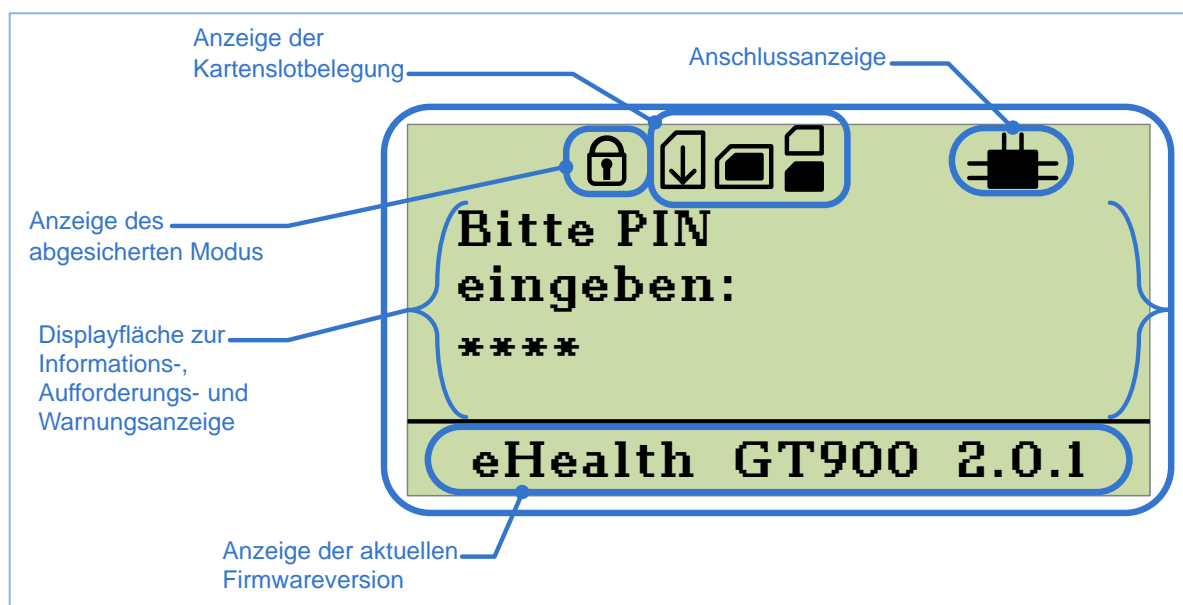 Anzeige der
Kartenslotbelegung
Anschlussanzeige
Anzeige des
abgesicherten Modus
Bitte PIN
eingeben:
****
Displayfläche zur
Informations-,
Aufforderungs- und
Warnungsanzeige
eHealth GT900 2.0.1
Anzeige der aktuellen
Firmwareversion